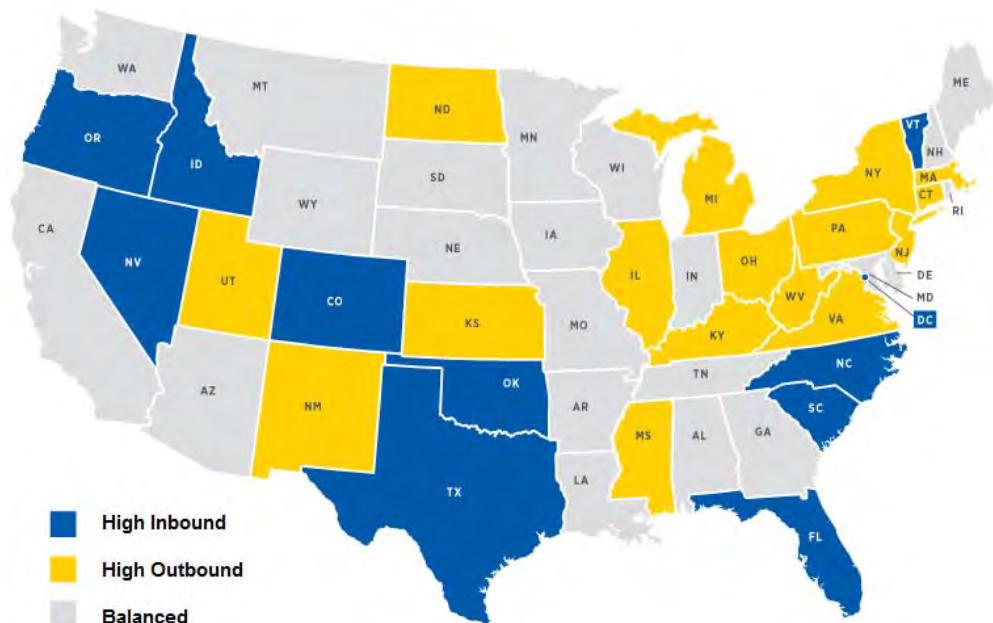 WA
MT
ND
MN
ME
OR
ID
SD
WI
VT
NH
NY
MA
CT
RI
MI
WY
IA
NE
PA
NJ
CA
NV
UT
CO
IL
IN
OH
WV
VA
DE
MD
DC
KS
MO
KY
AZ
NM
OK
AR
TN
NC
SC
MS
AL
GA
LA
TX
FL
High Inbound
High Outbound
Balanced